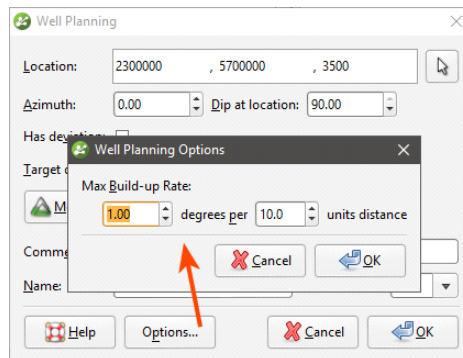 Well Planning
Location: 2300000 , 5700000 , 3500
Azimuth: 0.00 Dip at location: 90.00
Has deviation:
Well Planning Options
Target
Max Build-up Rate:
1.00 degrees per 10.0 units distance
Cancel OK
Name:
Help Options... Cancel OK